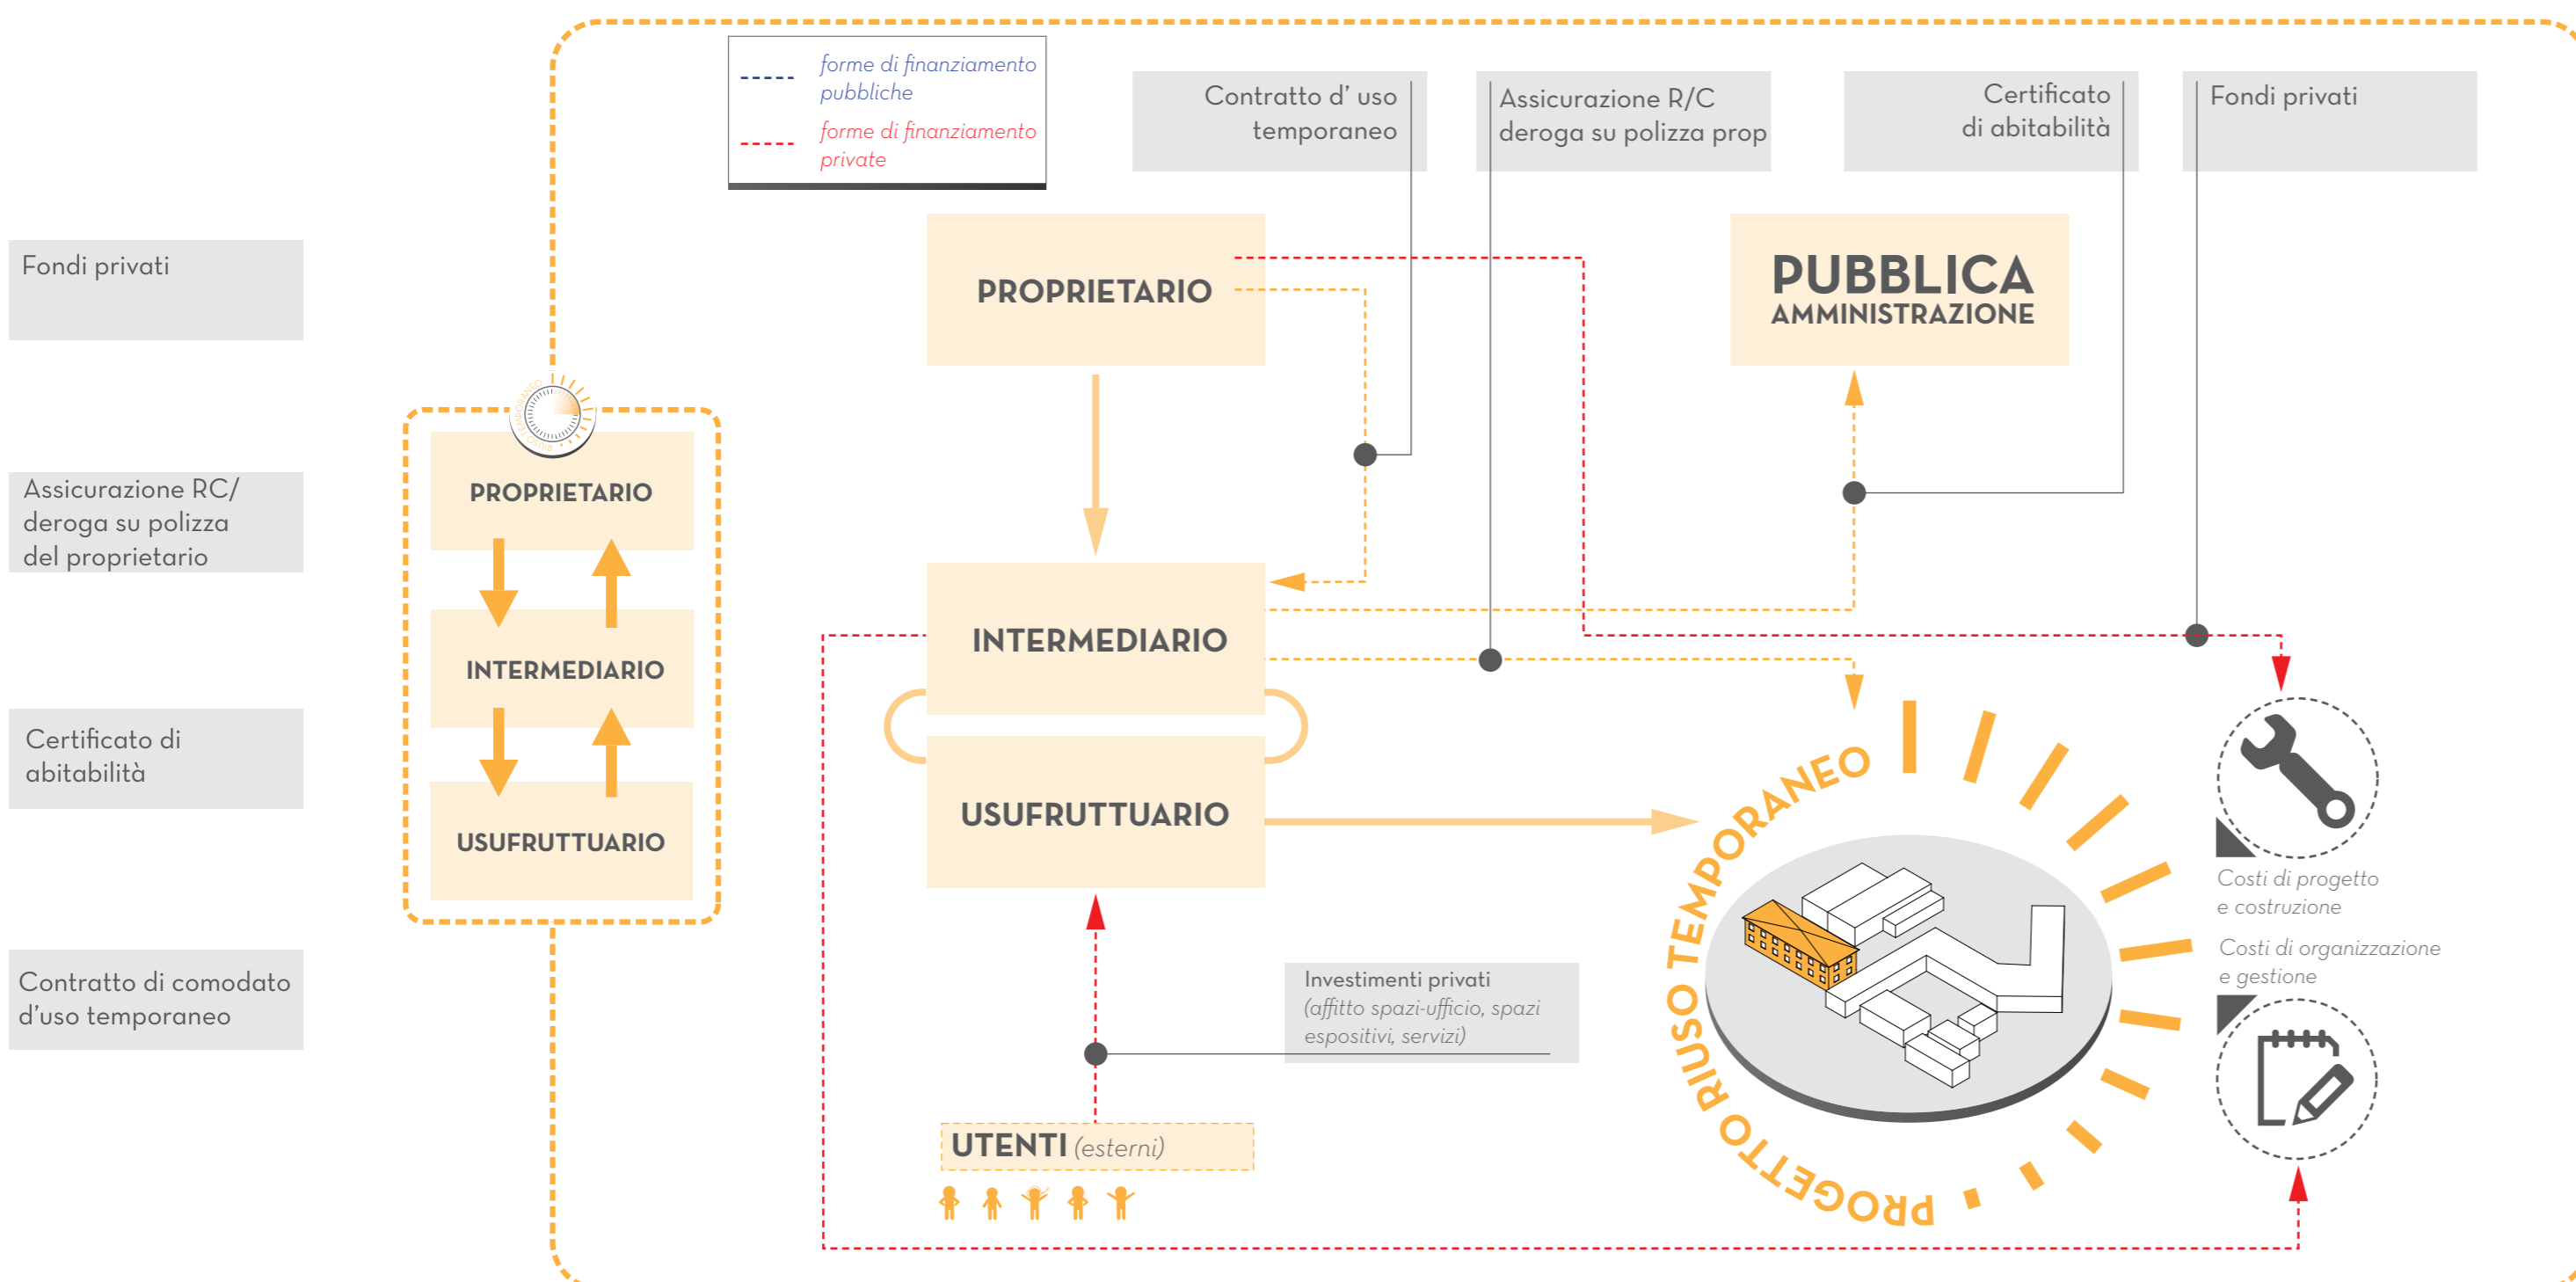 forme di finanziamento
pubbliche
forme di finanziamento
private
Contratto d' uso
temporaneo
Assicurazione R/C
deroga su polizza prop
Certificato
di abitabilità
Fondi privati
Fondi privati
Assicurazione RC/
deroga su polizza
del proprietario
Certificato di
abitabilità
Contratto di comodato
d'uso temporaneo
RIUSO TEMPORANEO
PROPRIETARIO
INTERMEDIARIO
USUFRUTTUARIO
PROPRIETARIO
PUBBLICA
AMMINISTRAZIONE
INTERMEDIARIO
USUFRUTTUARIO
Investimenti privati
(affitto spazi-ufficio, spazi
espositivi, servizi)
UTENTI (esterni)
PROGETTO RIUSO TEMPORANEO
Costi di progetto
e costruzione
Costi di organizzazione
e gestione